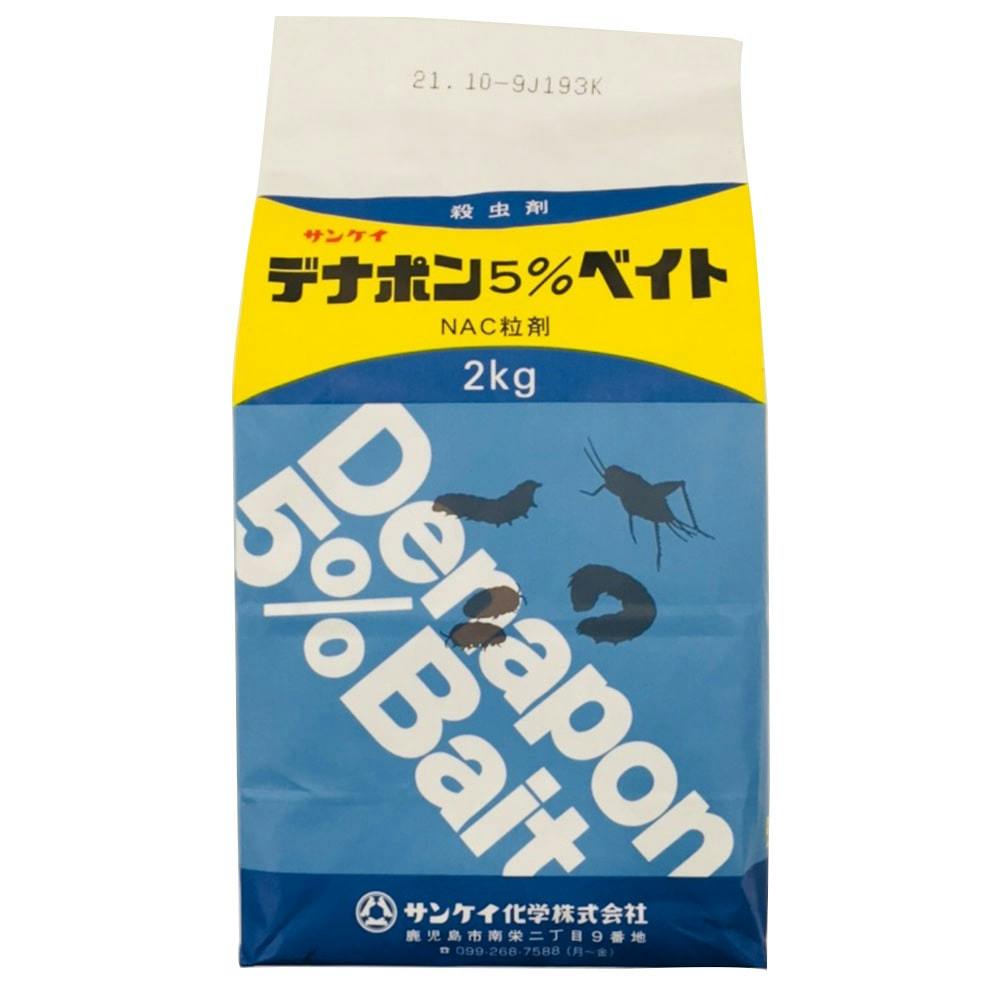 21.10-9J193K
殺虫剤
サンケイ
デナポン5%ベイト
NAC粒剤
2kg
Denapon
5%Bait
サンケイ化学株式会社
鹿児島市南栄二丁目9番地
☎ 099-268-7588(月〜金)